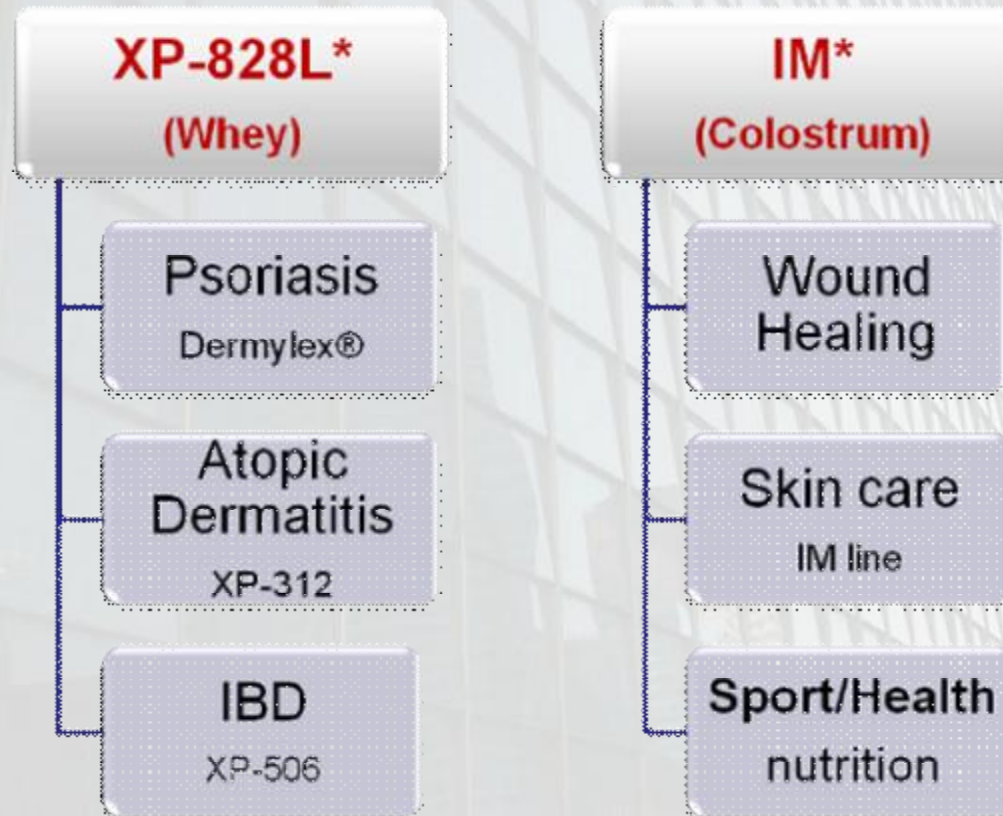 XP-828L*
(Whey)
Psoriasis
Dermylex®
Atopic
Dermatitis
XP-312
IBD
XP-506
IM*
(Colostrum)
Wound
Healing
Skin care
IM line
Sport/Health
nutrition